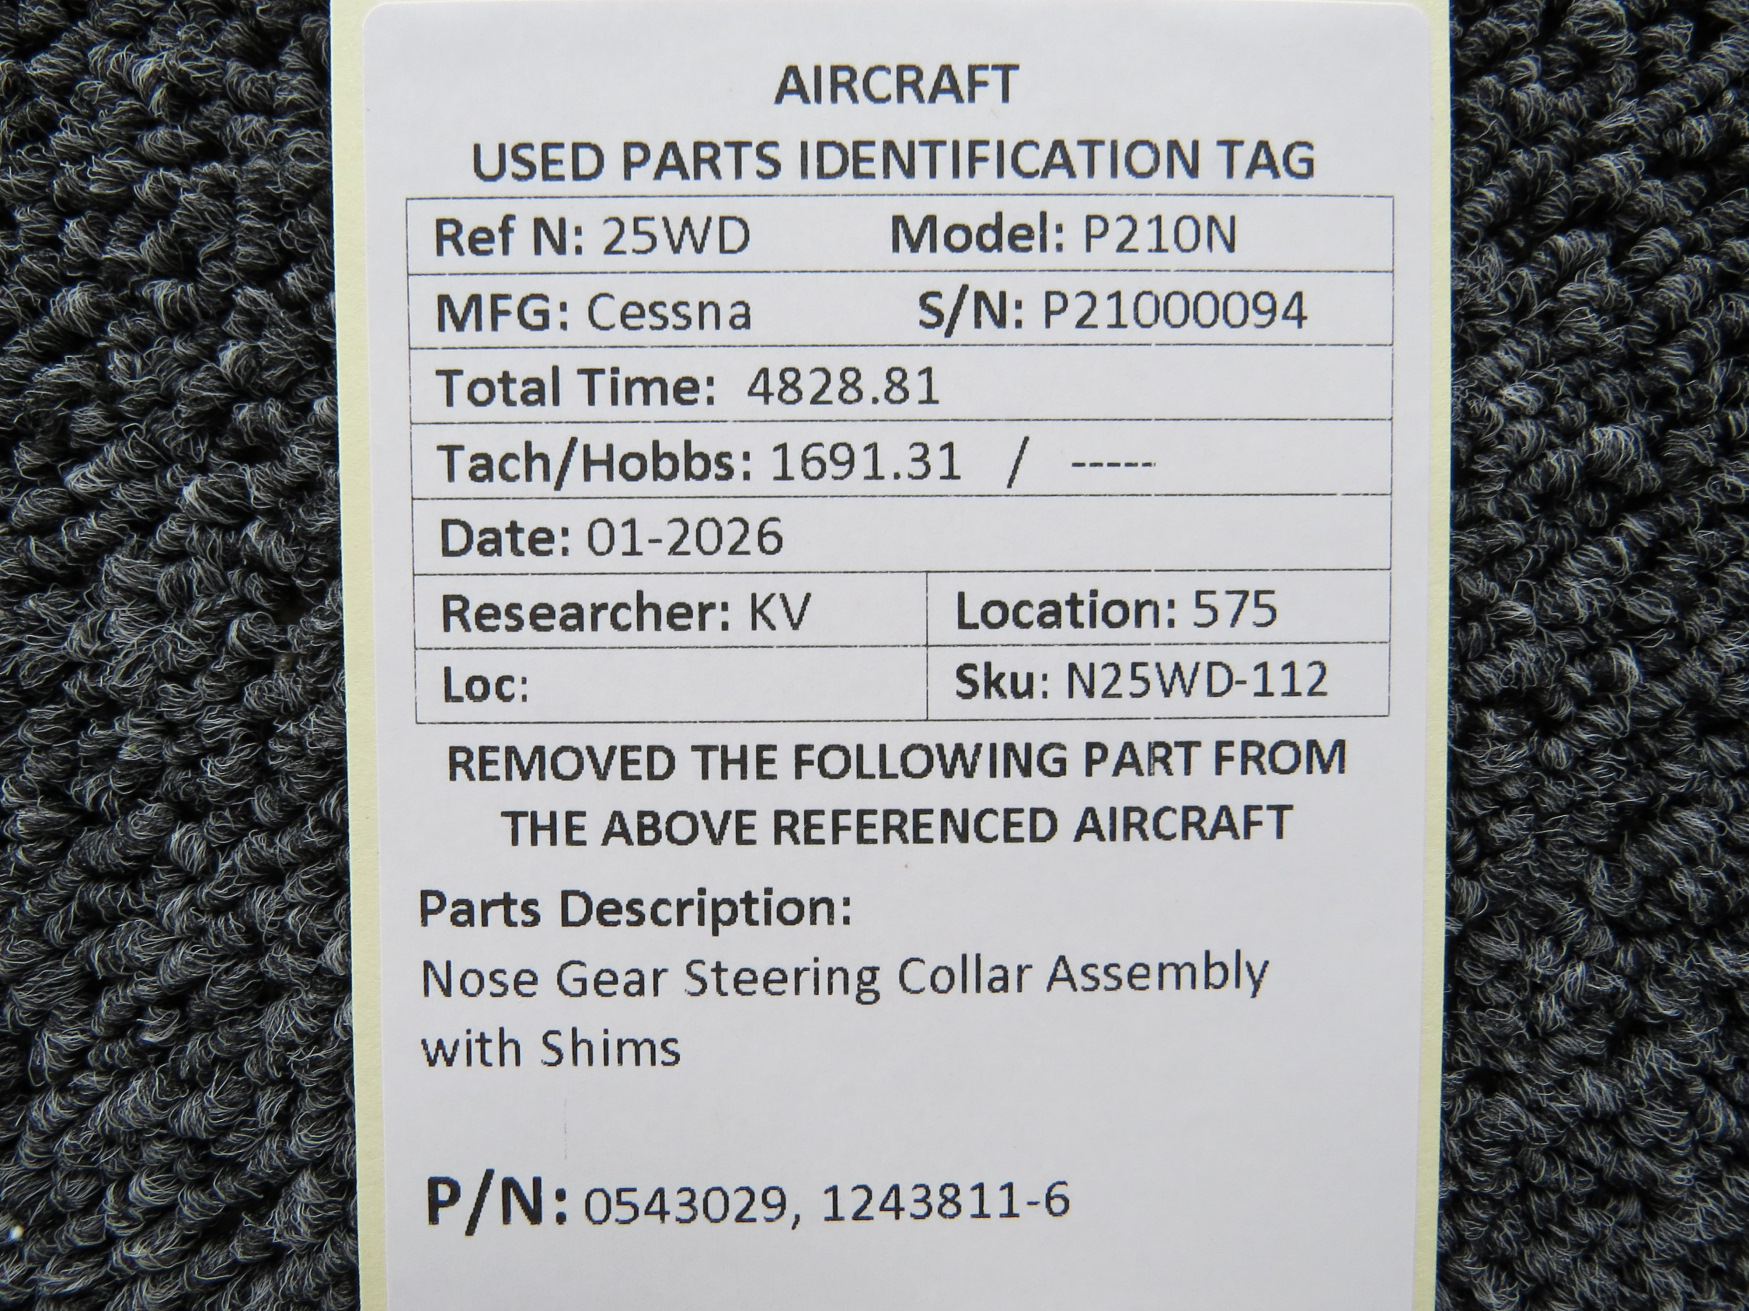 AIRCRAFT
USED PARTS IDENTIFICATION TAG
Ref N: 25WD Model: P210N
MFG: Cessna S/N: P21000094
Total Time: 4828.81
Tach/Hobbs: 1691.31 / -----
Date: 01-2026
Researcher: KV Location: 575
Loc: Sku: N25WD-112
REMOVED THE FOLLOWING PART FROM
THE ABOVE REFERENCED AIRCRAFT
Parts Description:
Nose Gear Steering Collar Assembly
with Shims
P/N: 0543029, 1243811-6